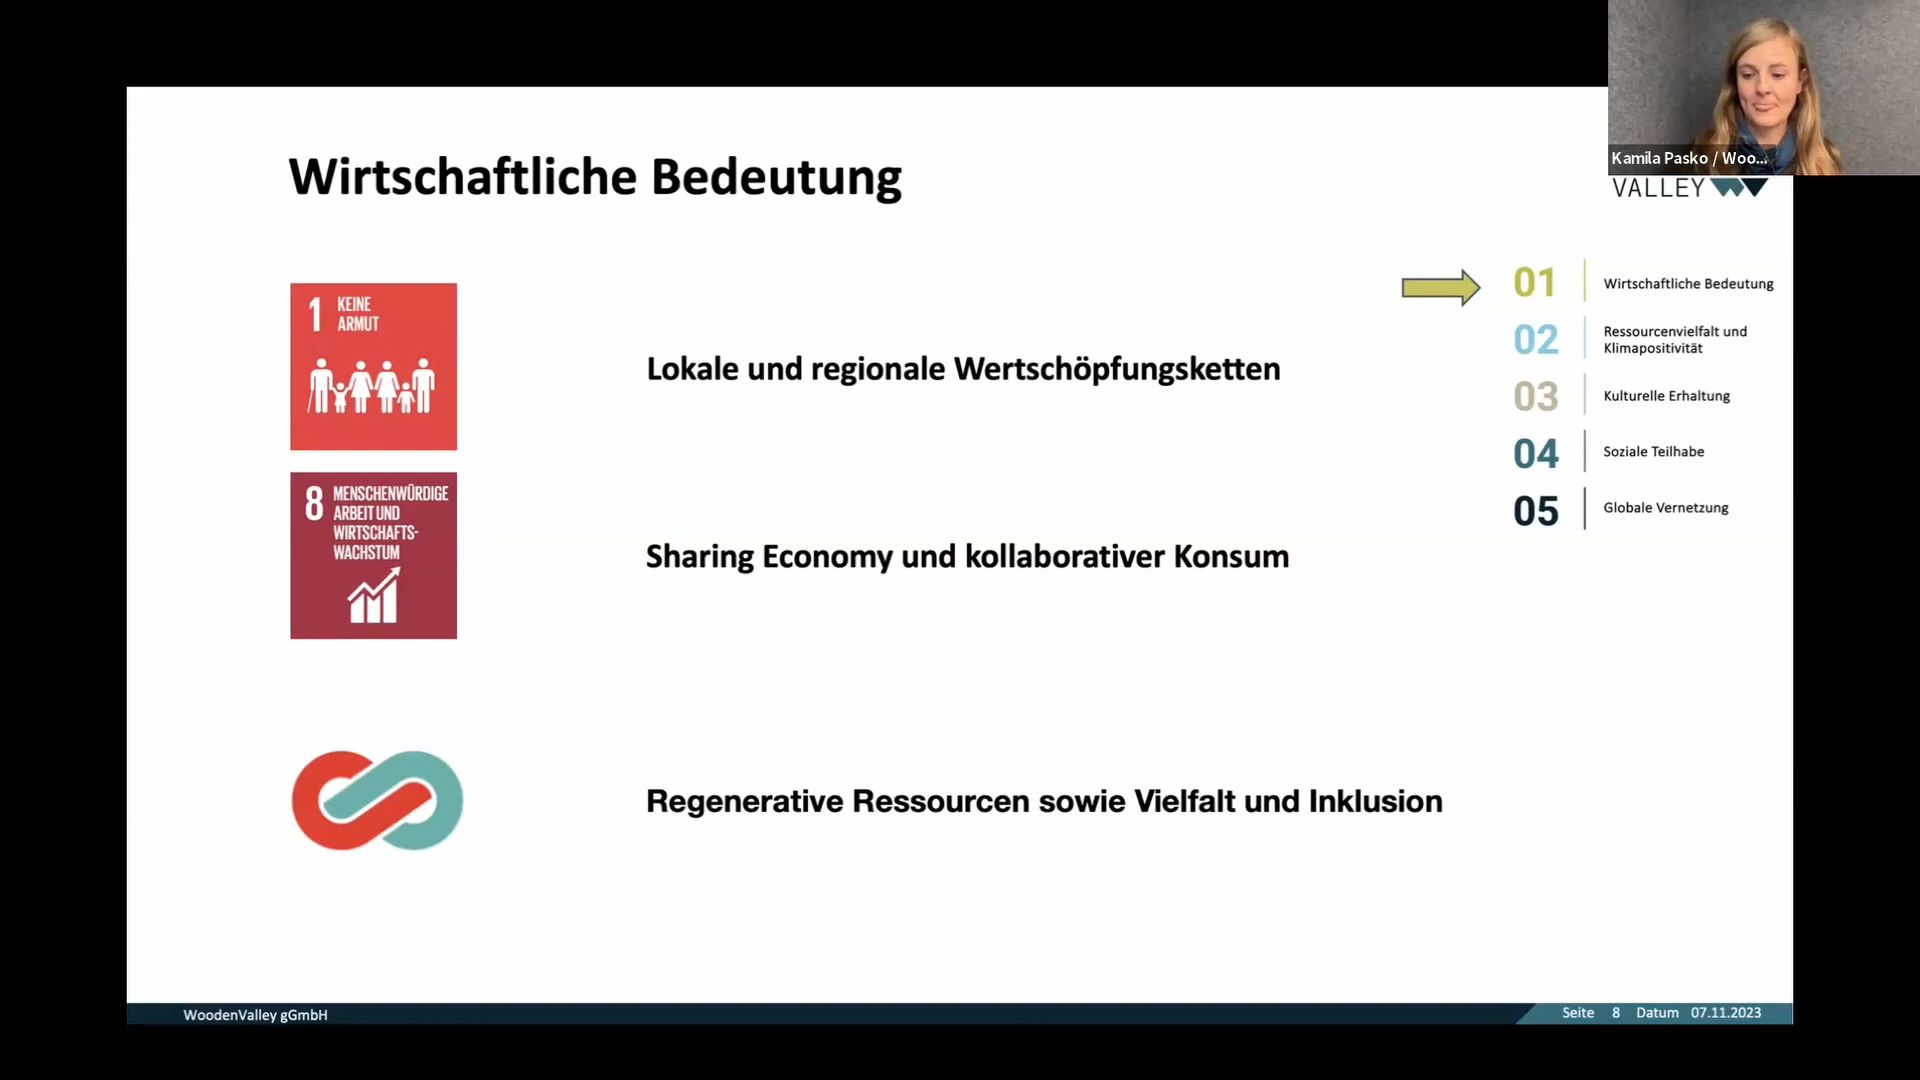 Kamila Pasko / Woo...
VALLEY
Wirtschaftliche Bedeutung
1 KEINE
ARMUT
Lokale und regionale Wertschöpfungsketten
8 MENSCHENWÜRDIGE
ARBEIT UND
WIRTSCHAFTS-
WACHSTUM
Sharing Economy und kollaborativer Konsum
Regenerative Ressourcen sowie Vielfalt und Inklusion
01 Wirtschaftliche Bedeutung
02 Ressourcenvielfalt und
Klimapositivität
03 Kulturelle Erhaltung
04 Soziale Teilhabe
05 Globale Vernetzung
WoodenValley gGmbH
Seite 8 Datum 07.11.2023